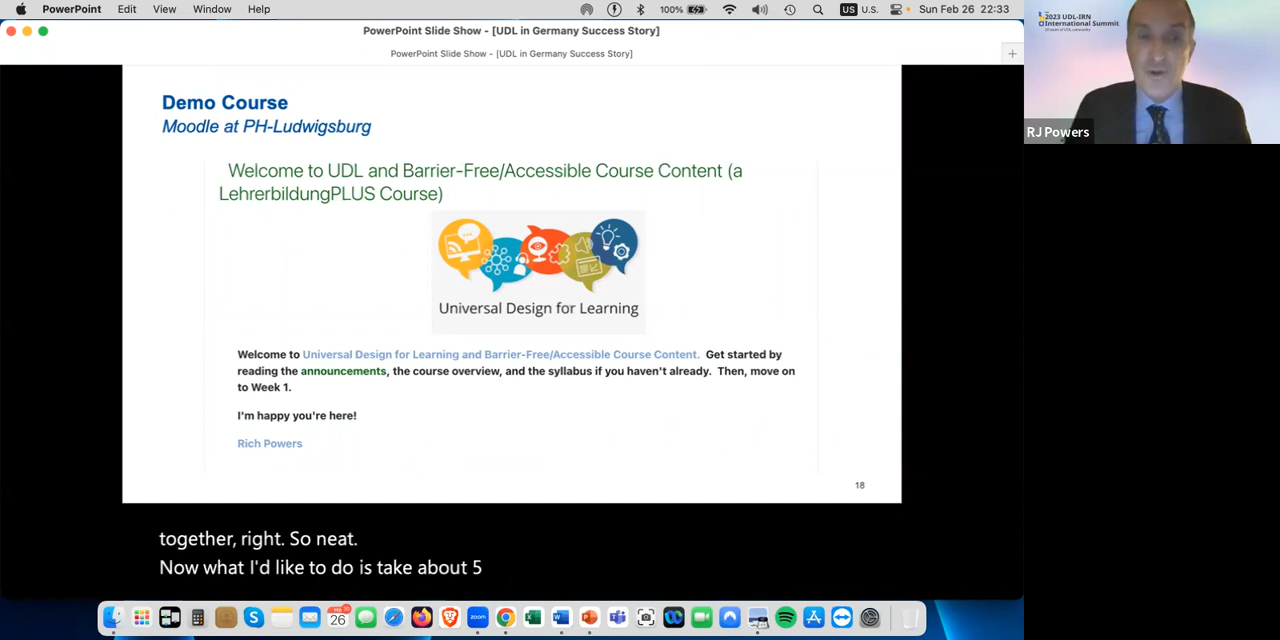 PowerPoint Edit View Window Help 100% US U.S. Sun Feb 26 22:33
PowerPoint Slide Show - [UDL in Germany Success Story]
PowerPoint Slide Show - [UDL in Germany Success Story]
2023 UDL-IRN
International Summit
RJ Powers
Demo Course
Moodle at PH-Ludwigsburg
Welcome to UDL and Barrier-Free/Accessible Course Content (a
LehrerbildungPLUS Course)
Universal Design for Learning
Welcome to Universal Design for Learning and Barrier-Free/Accessible Course Content. Get started by
reading the announcements, the course overview, and the syllabus if you haven't already. Then, move on
to Week 1.
I'm happy you're here!
Rich Powers
18
together, right. So neat.
Now what I'd like to do is take about 5
26
zoom